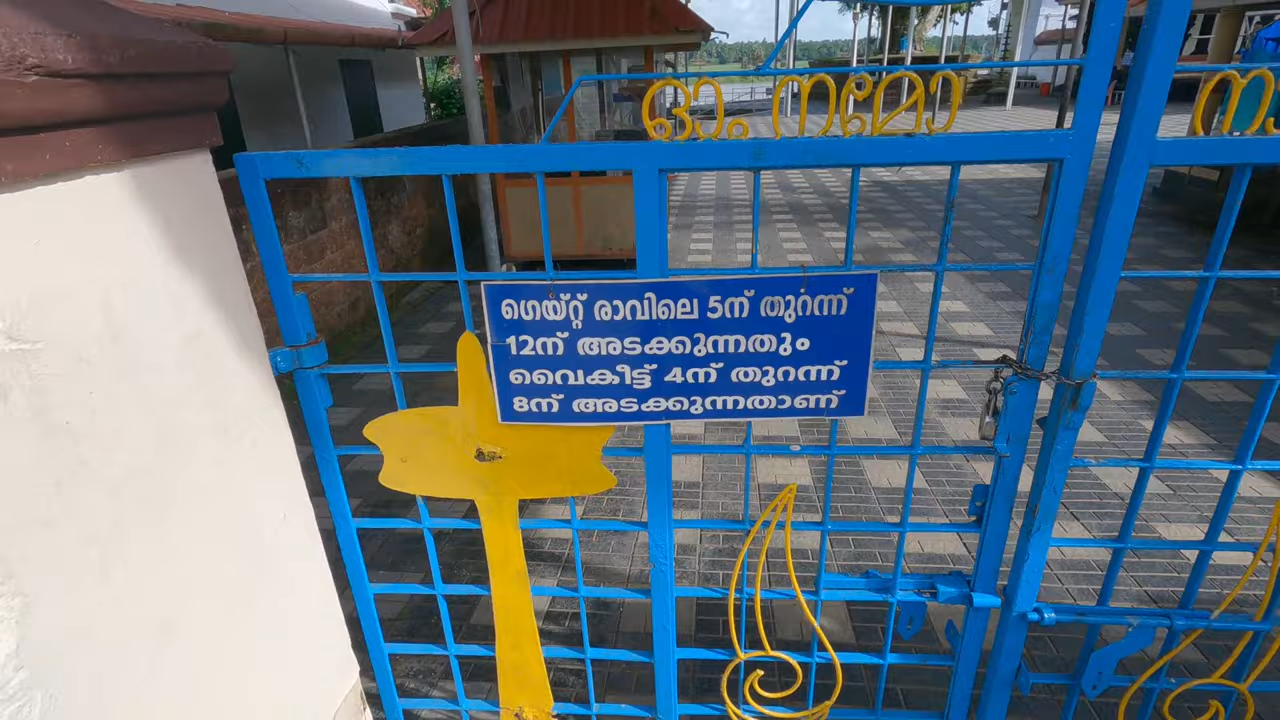 ഓം നമോ
ഗെയ്റ്റ് രാവിലെ 5ന് തുറന്ന്
12ന് അടക്കുന്നതും
വൈകീട്ട് 4ന് തുറന്ന്
8ന് അടക്കുന്നതാണ്